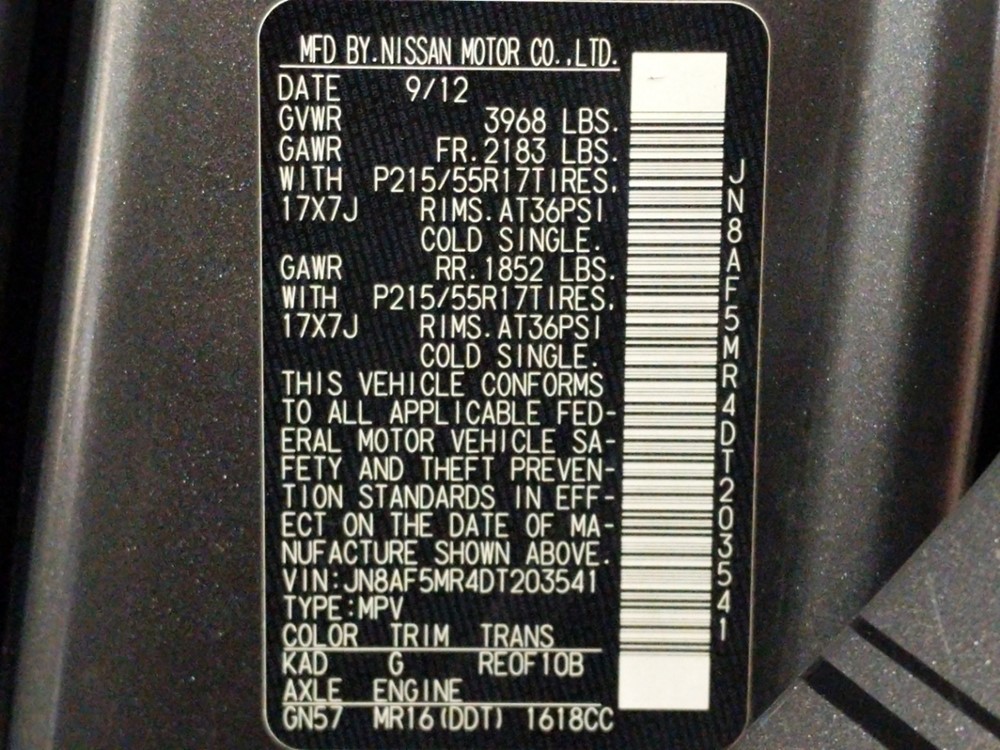 MFD BY.NISSAN MOTOR CO.,LTD.
DATE 9/12
GVWR 3968 LBS.
GAWR FR.2183 LBS.
WITH P215/55R17TIRES,
17X7J RIMS.AT36PSI
COLD SINGLE.
GAWR RR.1852 LBS.
WITH P215/55R17TIRES,
17X7J RIMS.AT36PSI
COLD SINGLE.
THIS VEHICLE CONFORMS
TO ALL APPLICABLE FED-
ERAL MOTOR VEHICLE SA-
FETY AND THEFT PREVEN-
TION STANDARDS IN EFF-
ECT ON THE DATE OF MA-
NUFACTURE SHOWN ABOVE.
VIN:JN8AF5MR4DT203541
TYPE:MPV
COLOR TRIM TRANS
KAD G RE0F10B
AXLE ENGINE
GN57 MR16(DDT) 1618CC
JN8AF5MR4DT203541